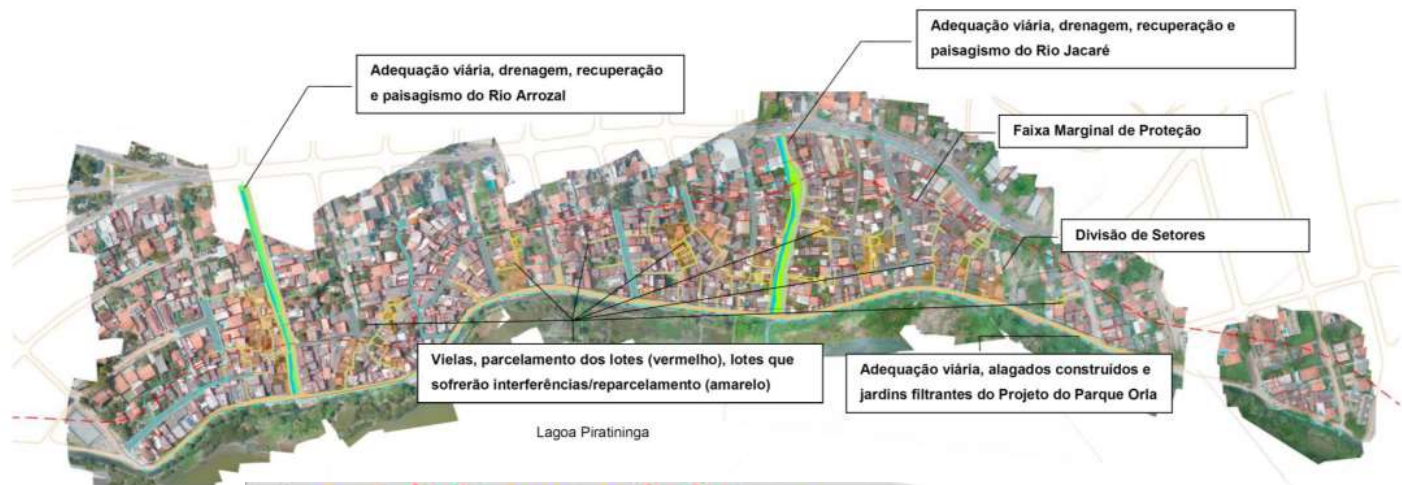 Adequação viária, drenagem, recuperação e
paisagismo do Rio Jacaré
Adequação viária, drenagem, recuperação
e paisagismo do Rio Arrozal
Faixa Marginal de Proteção
Divisão de Setores
Vielas, parcelamento dos lotes (vermelho), lotes que
sofrerão interferências/reparcelamento (amarelo)
Adequação viária, alagados construídos e
jardins filtrantes do Projeto do Parque Orla
Lagoa Piratininga